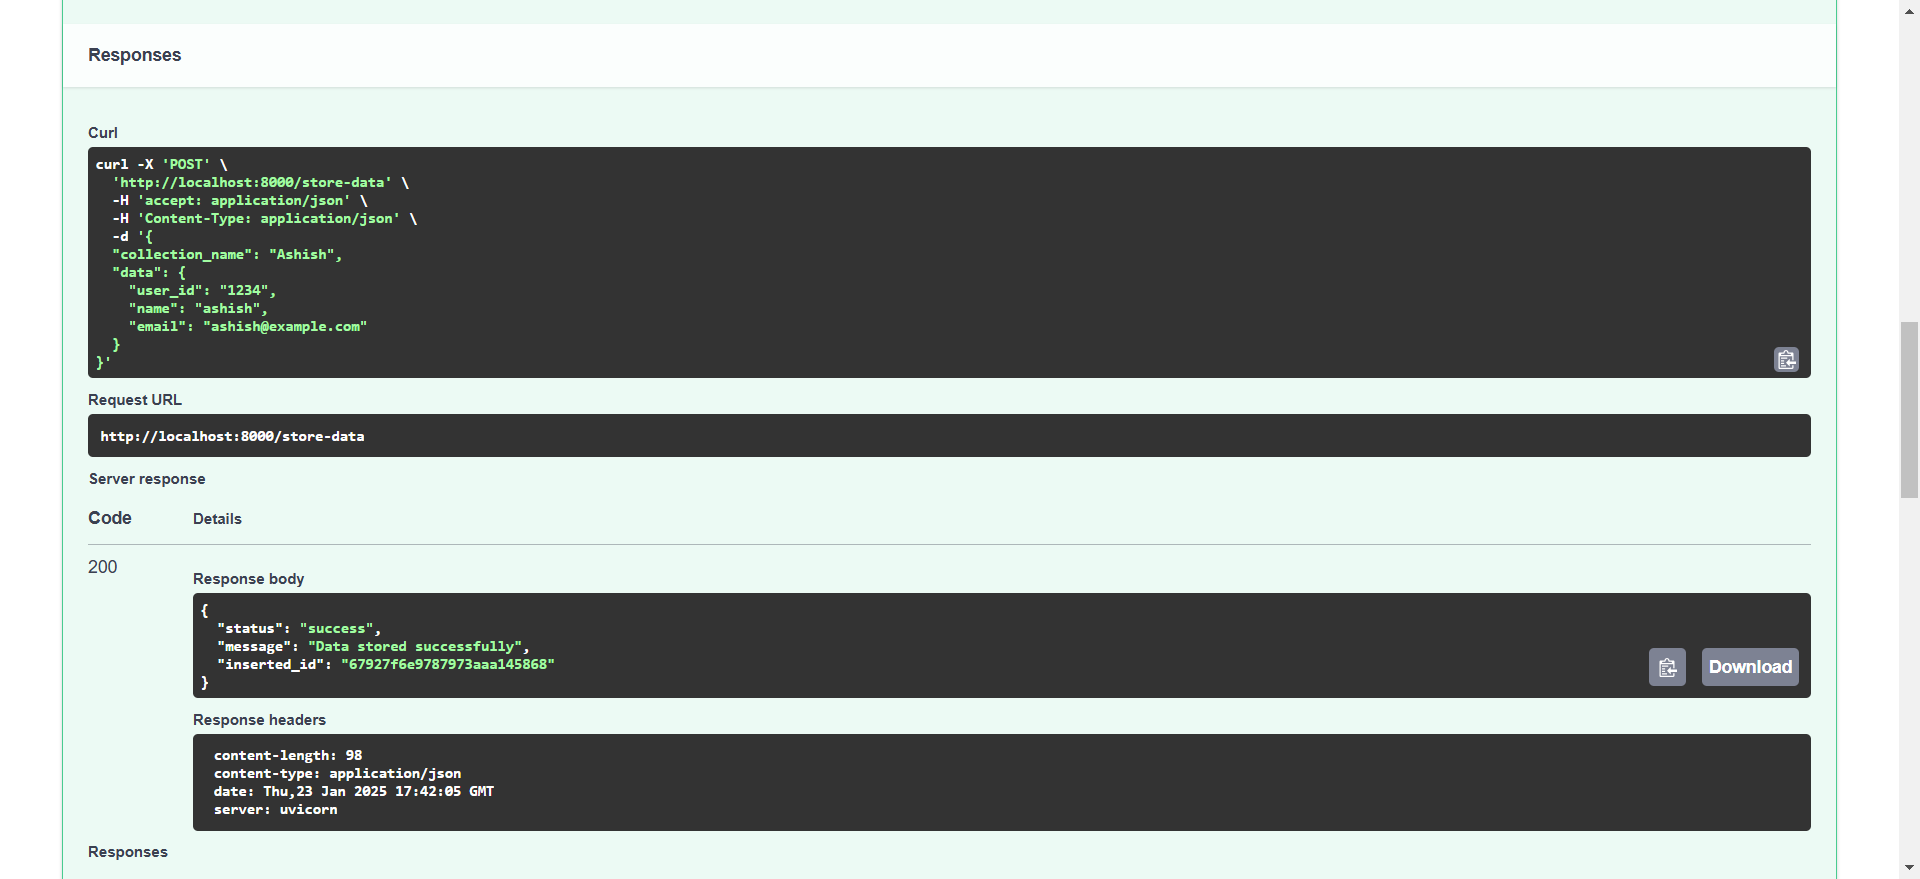 Responses
Curl
curl -X 'POST' \
  'http://localhost:8000/store-data' \
  -H 'accept: application/json' \
  -H 'Content-Type: application/json' \
  -d '{
  "collection_name": "Ashish",
  "data": {
    "user_id": "1234",
    "name": "ashish",
    "email": "ashish@example.com"
  }
}'
Request URL
http://localhost:8000/store-data
Server response
Code Details
200
Response body
{
  "status": "success",
  "message": "Data stored successfully",
  "inserted_id": "67927f6e9787973aaa145868"
}
Download
Response headers
content-length: 98
content-type: application/json
date: Thu,23 Jan 2025 17:42:05 GMT
server: uvicorn
Responses